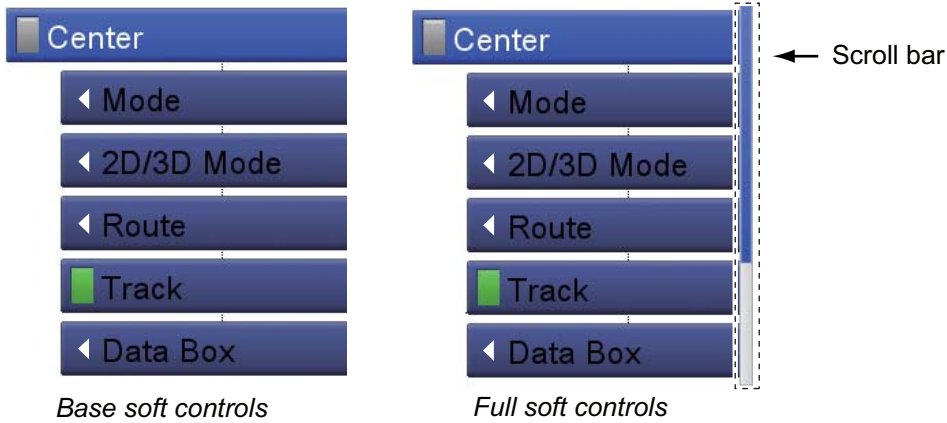 Center
Mode
2D/3D Mode
Route
Track
Data Box
Base soft controls
Center
Mode
2D/3D Mode
Route
Track
Data Box
Full soft controls
Scroll bar